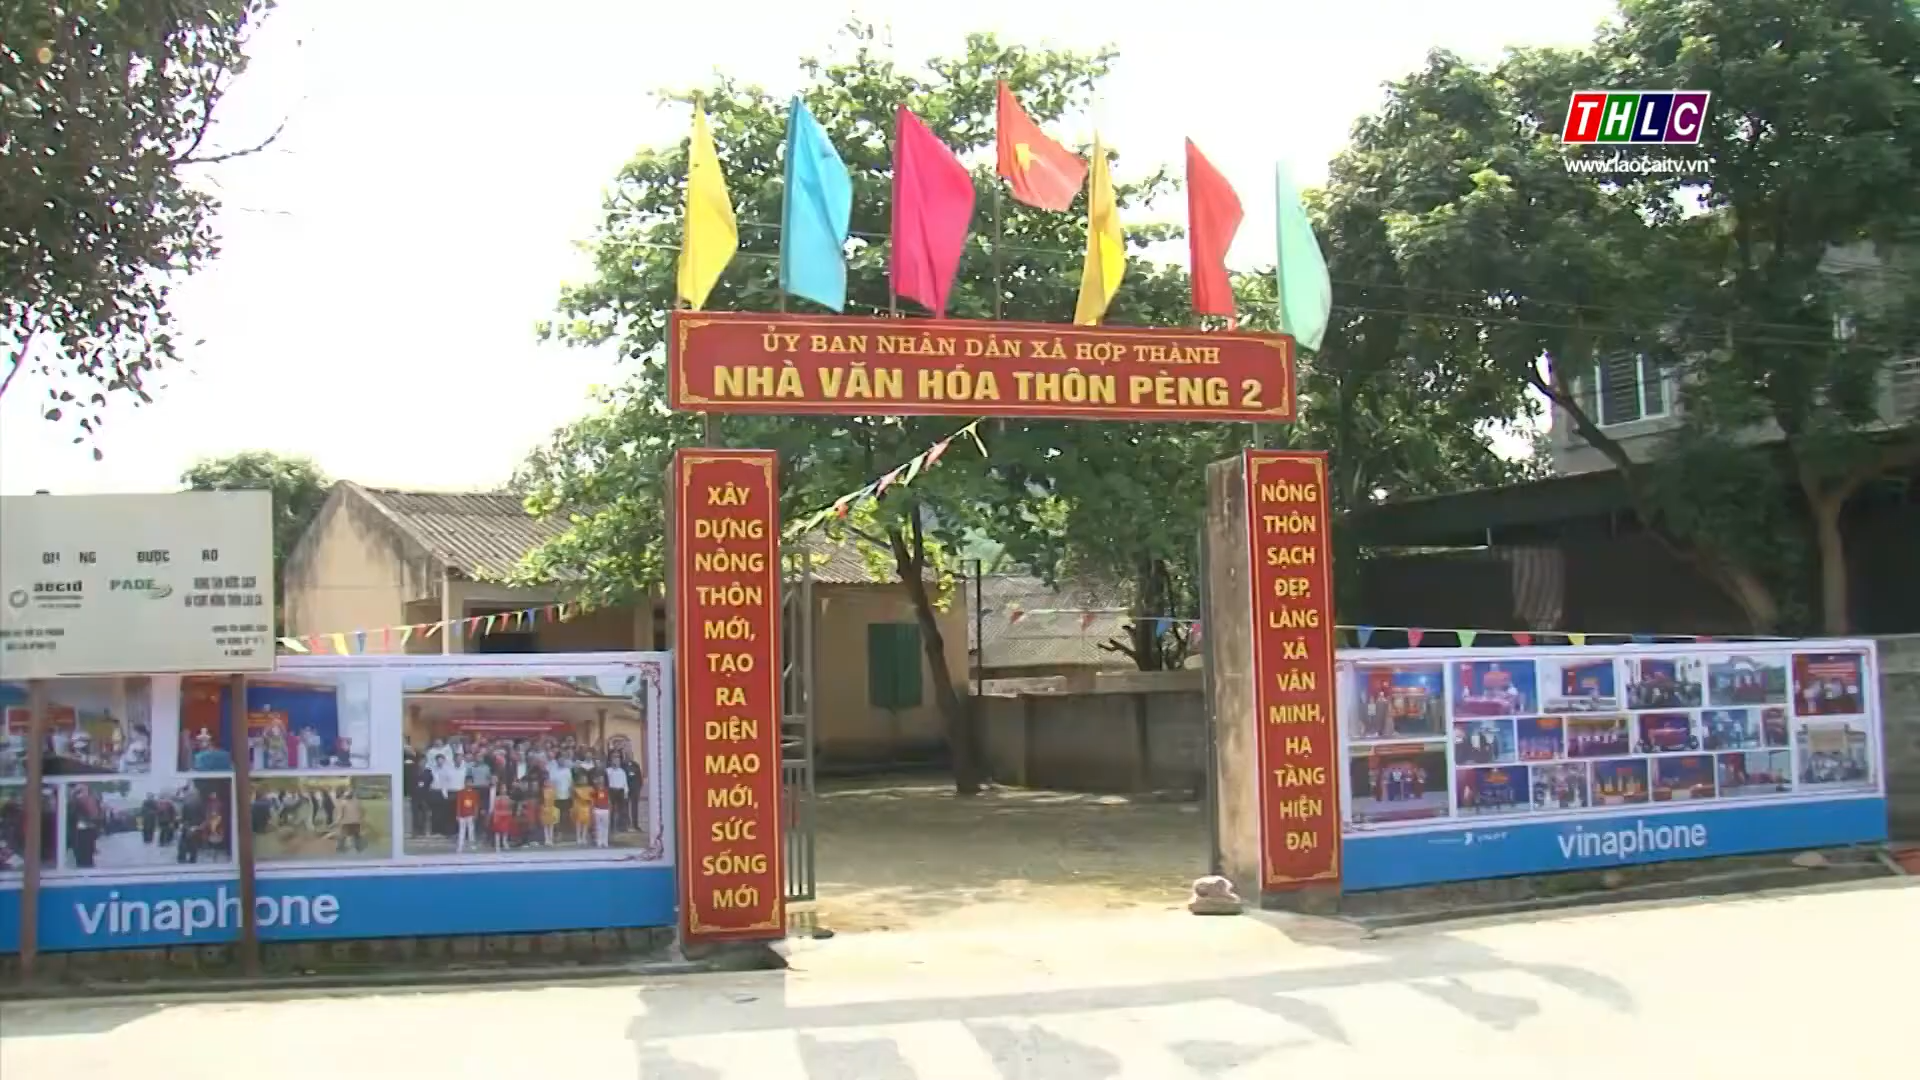 THLC
www.laocaitv.vn
ỦY BAN NHÂN DÂN XÃ HỢP THÀNH
NHÀ VĂN HÓA THÔN PÈNG 2
XÂY
DỰNG
NÔNG
THÔN
MỚI,
TẠO
RA
DIỆN
MẠO
MỚI,
SỨC
SỐNG
MỚI
NÔNG
THÔN
SẠCH
ĐẸP,
LÀNG
XÃ
VĂN
MINH,
HẠ
TẦNG
HIỆN
ĐẠI
ĐƯỢC
aecid
PADE
vinaphone
vinaphone